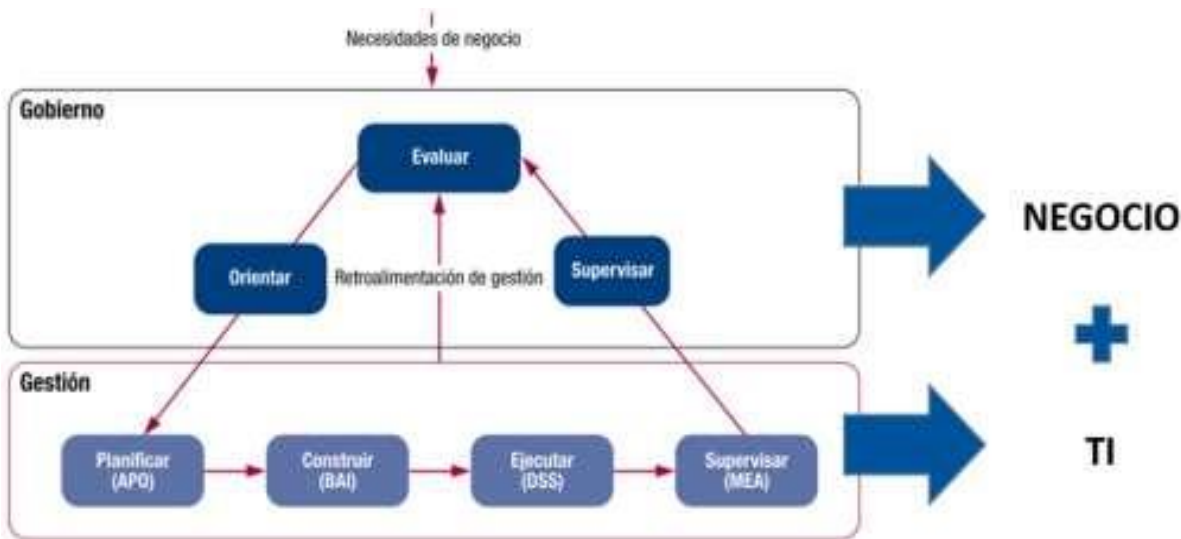 Necesidades de negocio
Gobierno
Evaluar
Orientar
Retroalimentación de gestión
Supervisar
NEGOCIO
Gestión
Planificar
(APO)
Construir
(BAI)
Ejecutar
(DSS)
Supervisar
(MEA)
TI